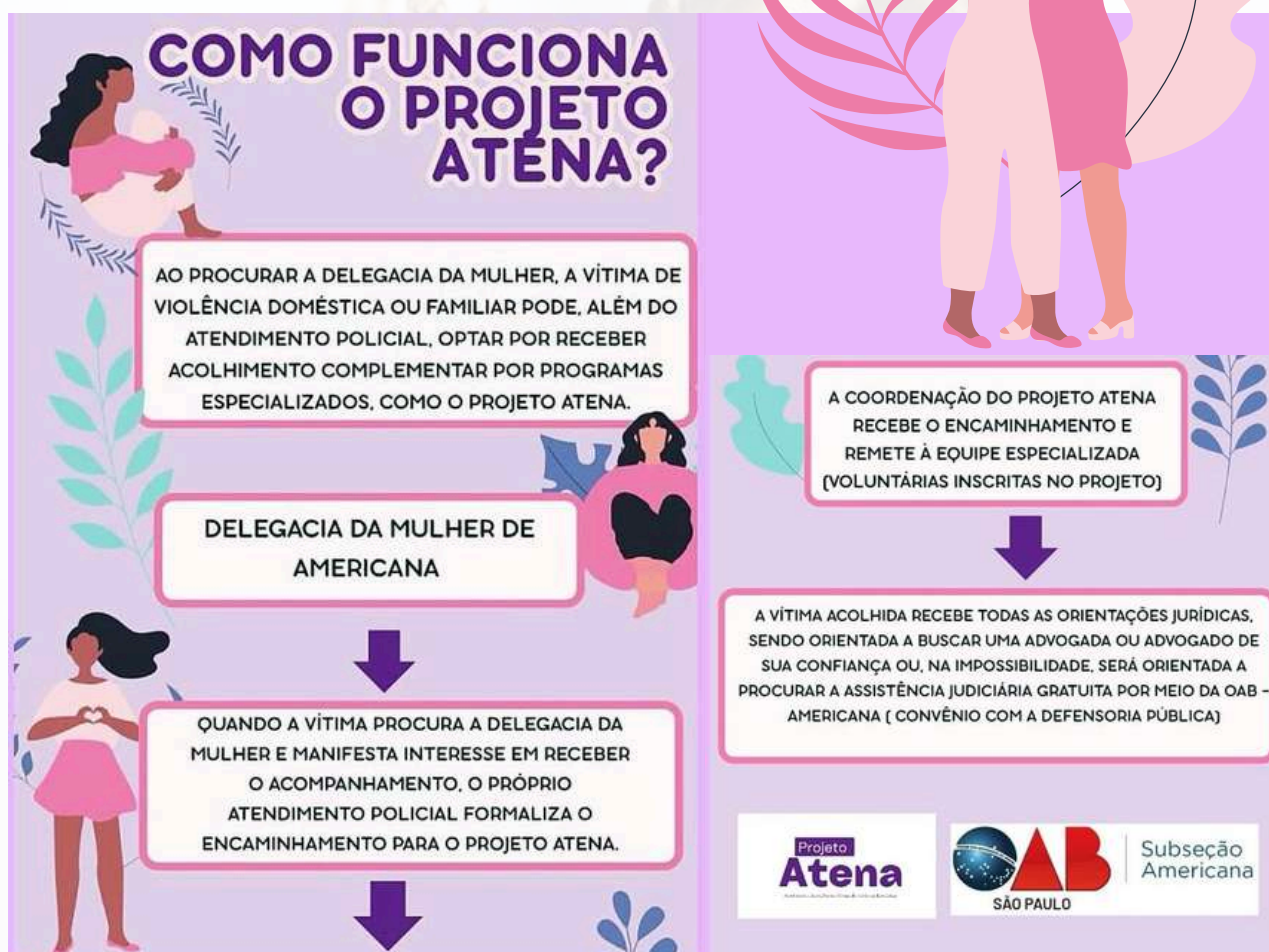 COMO FUNCIONA
O PROJETO
ATENA?
AO PROCURAR A DELEGACIA DA MULHER, A VÍTIMA DE
VIOLÊNCIA DOMÉSTICA OU FAMILIAR PODE, ALÉM DO
ATENDIMENTO POLICIAL, OPTAR POR RECEBER
ACOLHIMENTO COMPLEMENTAR POR PROGRAMAS
ESPECIALIZADOS, COMO O PROJETO ATENA.
DELEGACIA DA MULHER DE
AMERICANA
QUANDO A VÍTIMA PROCURA A DELEGACIA DA
MULHER E MANIFESTA INTERESSE EM RECEBER
O ACOMPANHAMENTO, O PRÓPRIO
ATENDIMENTO POLICIAL FORMALIZA O
ENCAMINHAMENTO PARA O PROJETO ATENA.
A COORDENAÇÃO DO PROJETO ATENA
RECEBE O ENCAMINHAMENTO E
REMETE À EQUIPE ESPECIALIZADA
(VOLUNTÁRIAS INSCRITAS NO PROJETO)
A VÍTIMA ACOLHIDA RECEBE TODAS AS ORIENTAÇÕES JURÍDICAS,
SENDO ORIENTADA A BUSCAR UMA ADVOGADA OU ADVOGADO DE
SUA CONFIANÇA OU, NA IMPOSSIBILIDADE, SERÁ ORIENTADA A
PROCURAR A ASSISTÊNCIA JUDICIÁRIA GRATUITA POR MEIO DA OAB –
AMERICANA ( CONVÊNIO COM A DEFENSORIA PÚBLICA)
Projeto
Atena
OAB
SÃO PAULO
Subseção
Americana